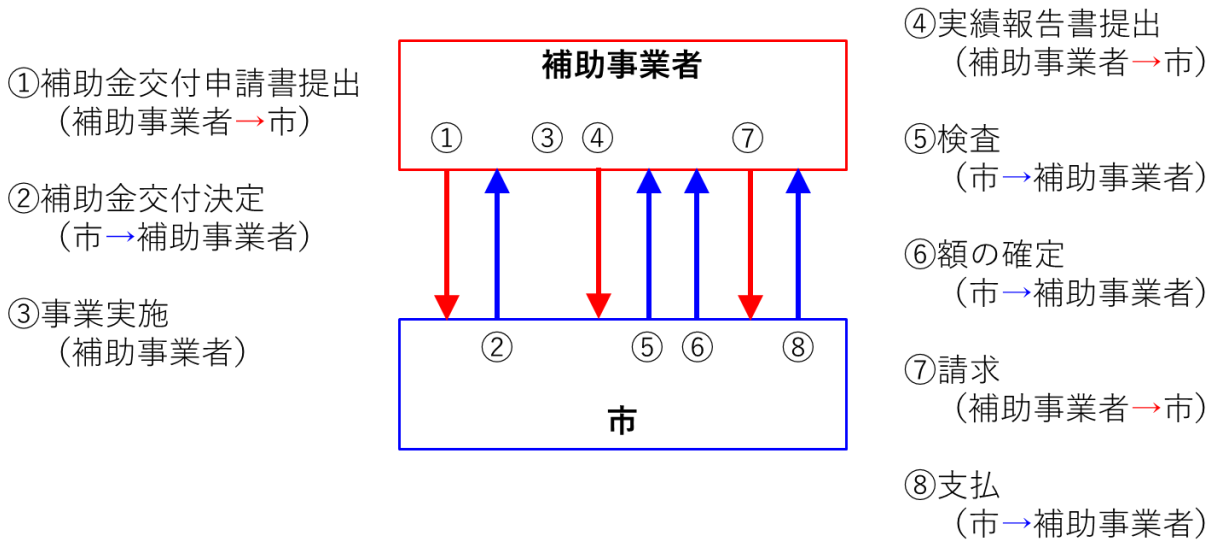 ①補助金交付申請書提出
（補助事業者→市）
②補助金交付決定
（市→補助事業者）
③事業実施
（補助事業者）
補助事業者
① ③ ④ ⑦
② ⑤ ⑥ ⑧
市
④実績報告書提出
（補助事業者→市）
⑤検査
（市→補助事業者）
⑥額の確定
（市→補助事業者）
⑦請求
（補助事業者→市）
⑧支払
（市→補助事業者）